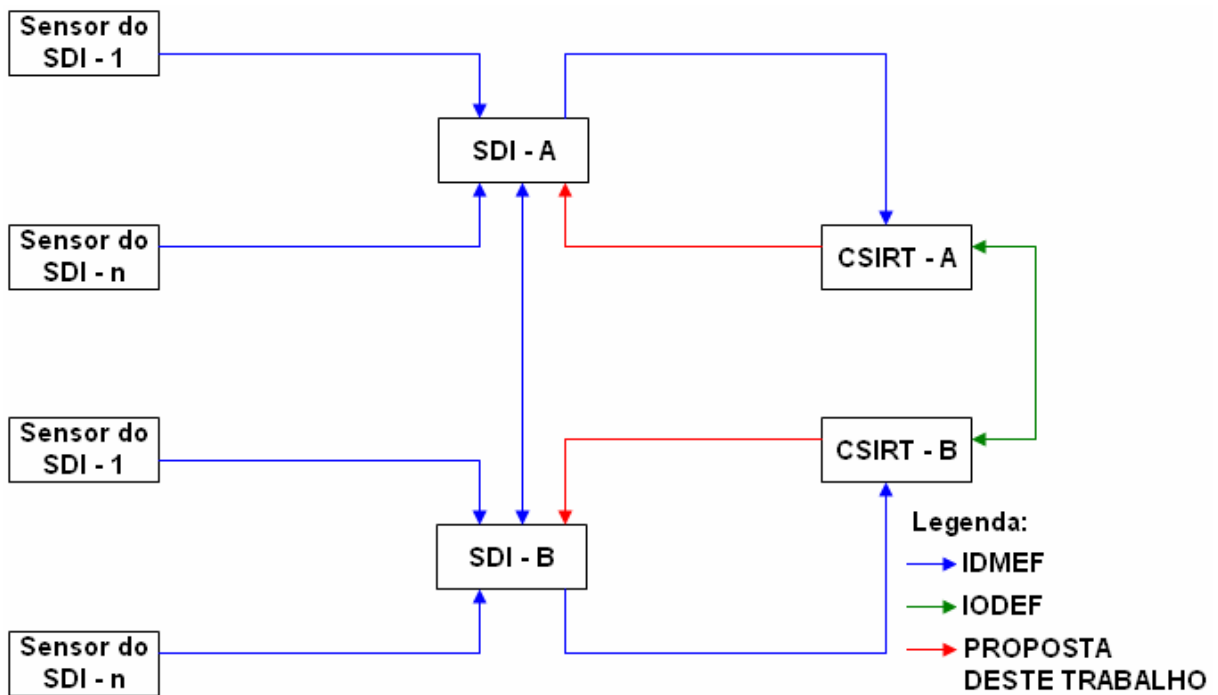 Sensor do
SDI - 1
SDI - A
Sensor do
SDI - n
CSIRT - A
Sensor do
SDI - 1
CSIRT - B
SDI - B
Sensor do
SDI - n
Legenda:
IDMEF
IODEF
PROPOSTA
DESTE TRABALHO